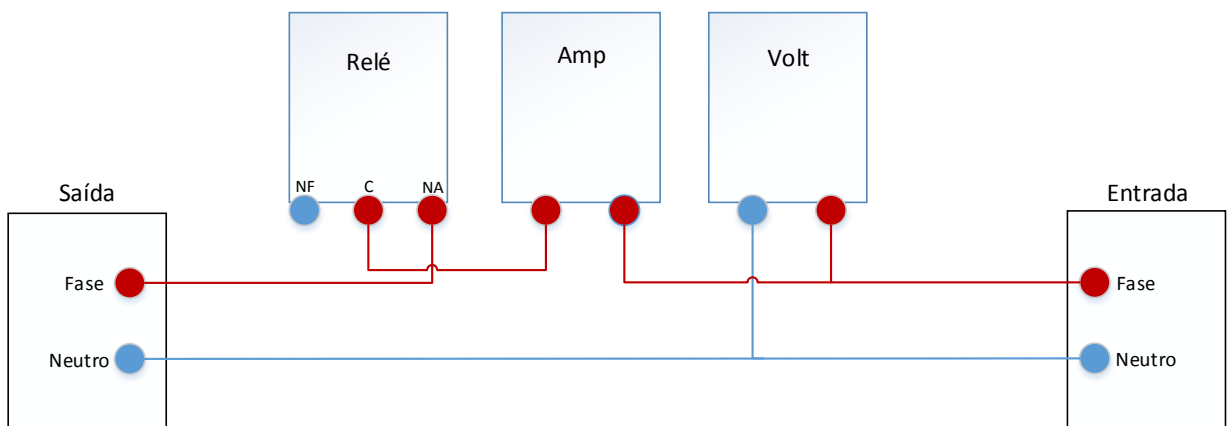 Relé
Amp
Volt
NF
C
NA
Saída
Entrada
Fase
Fase
Neutro
Neutro